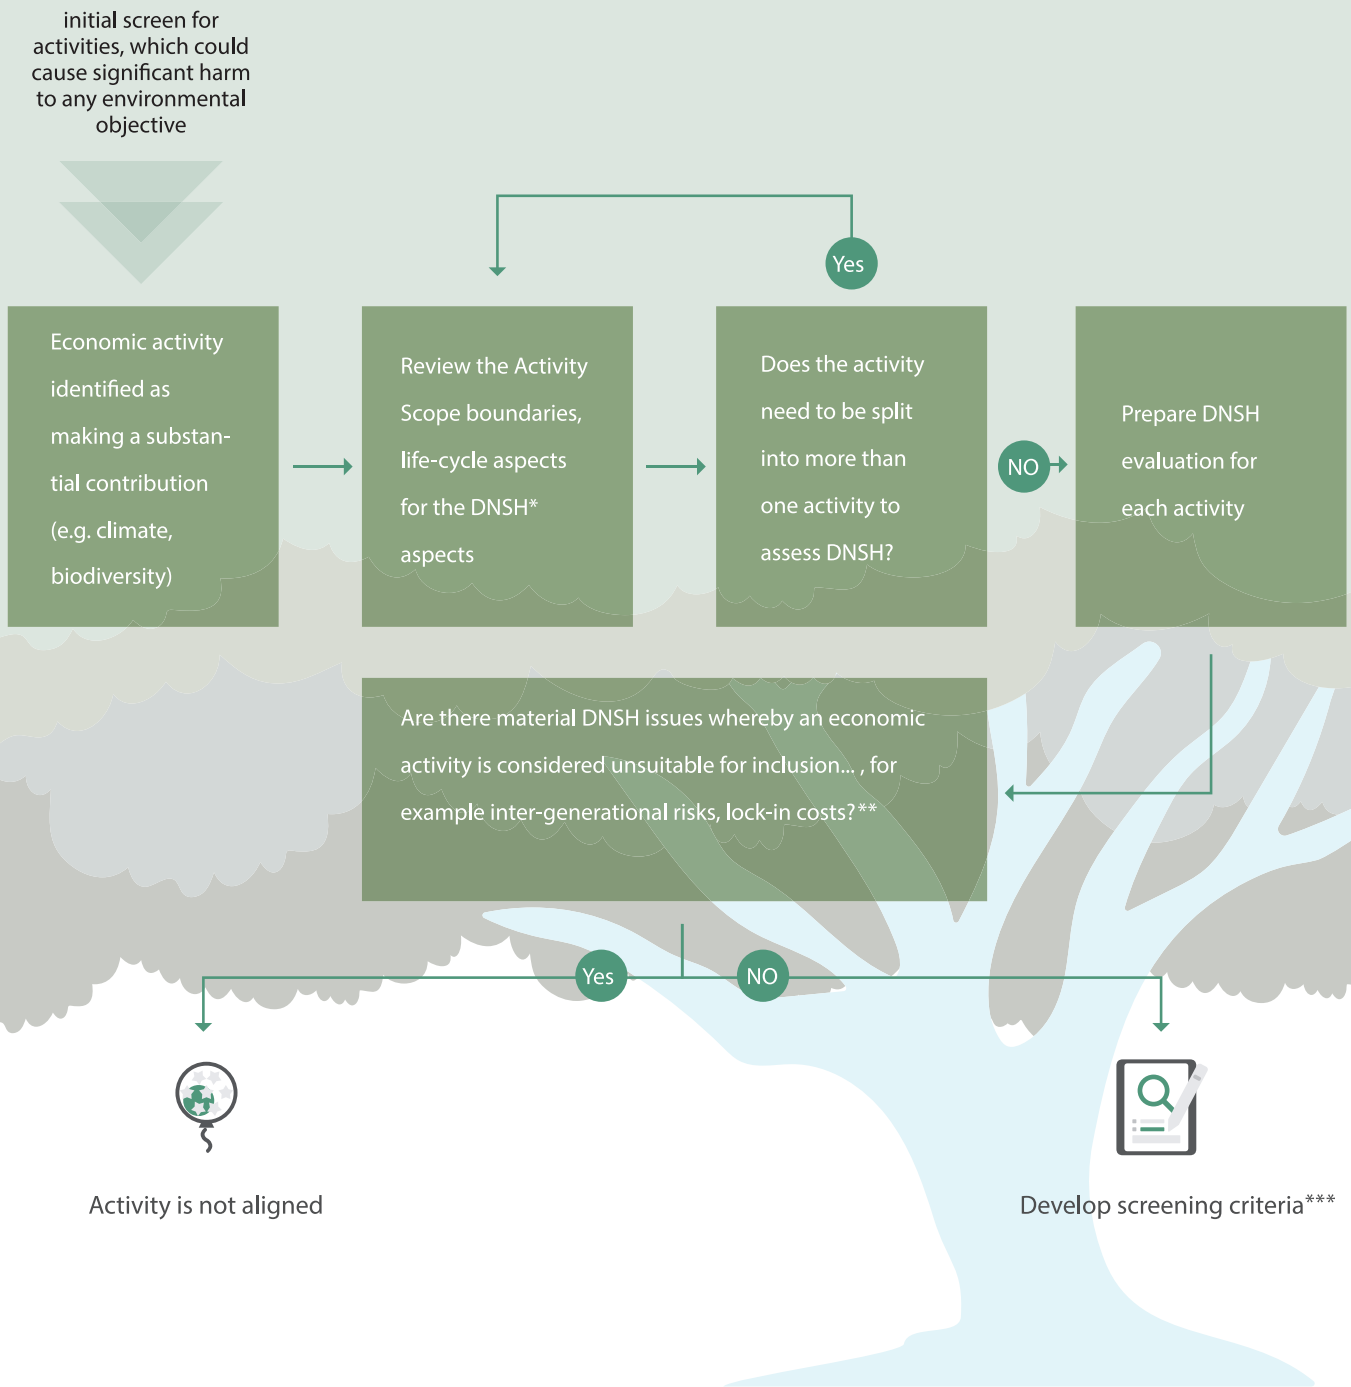 initial screen for
activities, which could
cause significant harm
to any environmental
objective
Yes
Economic activity
identified as
making a substan-
tial contribution
(e.g. climate,
biodiversity)
Review the Activity
Scope boundaries,
life-cycle aspects
for the DNSH*
aspects
Does the activity
need to be split
into more than
one activity to
assess DNSH?
NO
Prepare DNSH
evaluation for
each activity
Are there material DNSH issues whereby an economic
activity is considered unsuitable for inclusion... , for
example inter-generational risks, lock-in costs?**
Yes
NO
Activity is not aligned
Develop screening criteria***